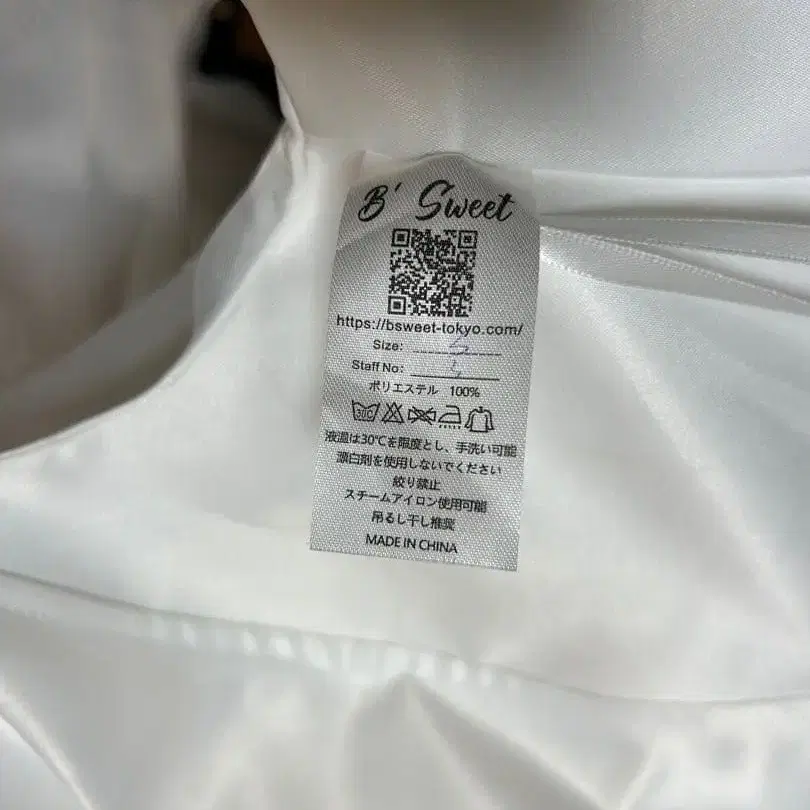 B' Sweet
https://bsweet-tokyo.com/
Size: S
Staff No:
ポリエステル 100%
30℃
液温は30℃を限度とし、手洗い可能
漂白剤を使用しないでください
絞り禁止
スチームアイロン使用可能
吊るし干し推奨
MADE IN CHINA